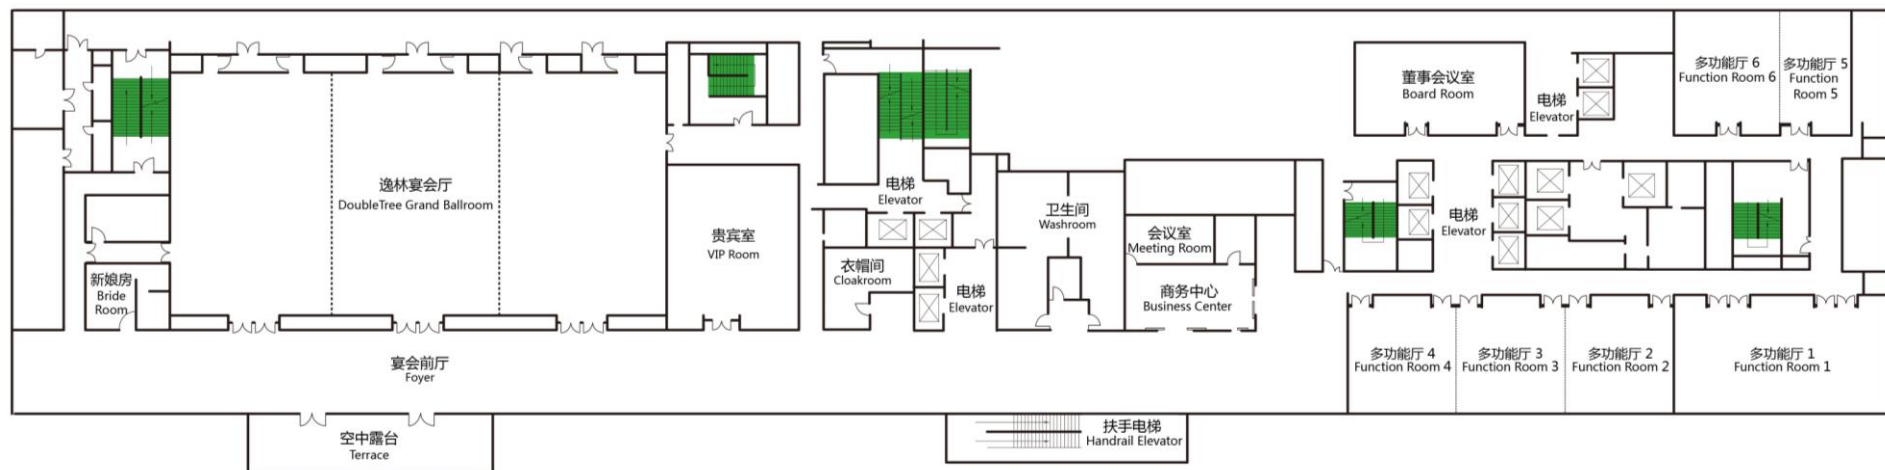 多功能厅 6
Function Room 6
多功能厅 5
Function
Room 5
董事会议室
Board Room
电梯
Elevator
逸林宴会厅
DoubleTree Grand Ballroom
电梯
Elevator
卫生间
Washroom
电梯
Elevator
贵宾室
VIP Room
会议室
Meeting Room
衣帽间
Cloakroom
新娘房
Bride
Room
电梯
Elevator
商务中心
Business Center
宴会前厅
Foyer
多功能厅 4
Function Room 4
多功能厅 3
Function Room 3
多功能厅 2
Function Room 2
多功能厅 1
Function Room 1
空中露台
Terrace
扶手电梯
Handrail Elevator